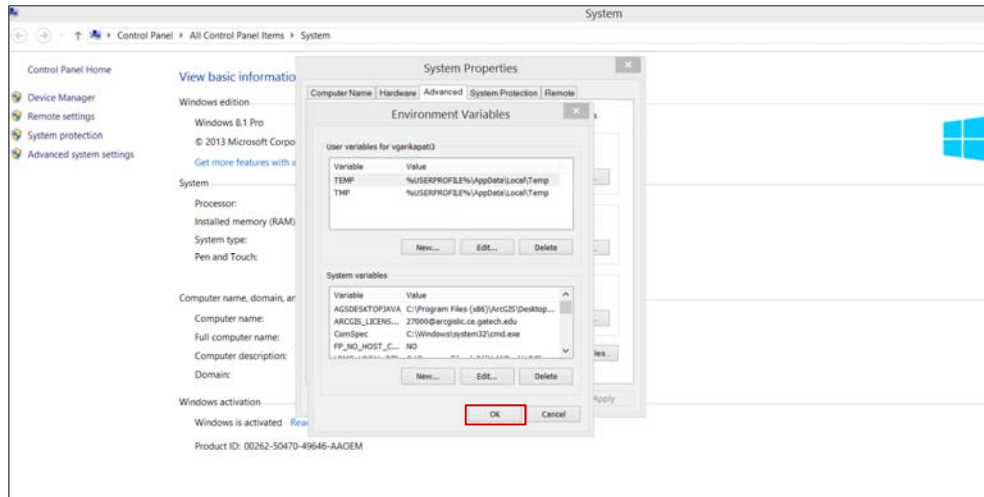 System
Control Panel All Control Panel Items System
Control Panel Home
Device Manager
Remote settings
System protection
Advanced system settings
View basic informatio
Windows edition
Windows 8.1 Pro
© 2013 Microsoft Corpo
Get more features with a
System
Processor:
Installed memory (RAM)
System type:
Pen and Touch:
Computer name, domain, ar
Computer name:
Full computer name:
Computer description:
Domain:
Windows activation
Windows is activated Rea
Product ID: 00262-50470-49646-AAOEM
System Properties
Computer Name Hardware Advanced System Protection Remote
Environment Variables
User variables for vgarikapati3
Variable Value
TEMP %USERPROFILE%\AppData\Local\Temp
TMP %USERPROFILE%\AppData\Local\Temp
New... Edit... Delete
System variables
Variable Value
AGSDESKTOPJAVA C:\Program Files (x86)\ArcGIS\Desktop...
ARCGIS_LICENS... 27000@arcgislic.ce.gatech.edu
ComSpec C:\Windows\system32\cmd.exe
FP_NO_HOST_C... NO
New... Edit... Delete
OK Cancel
les...
Apply